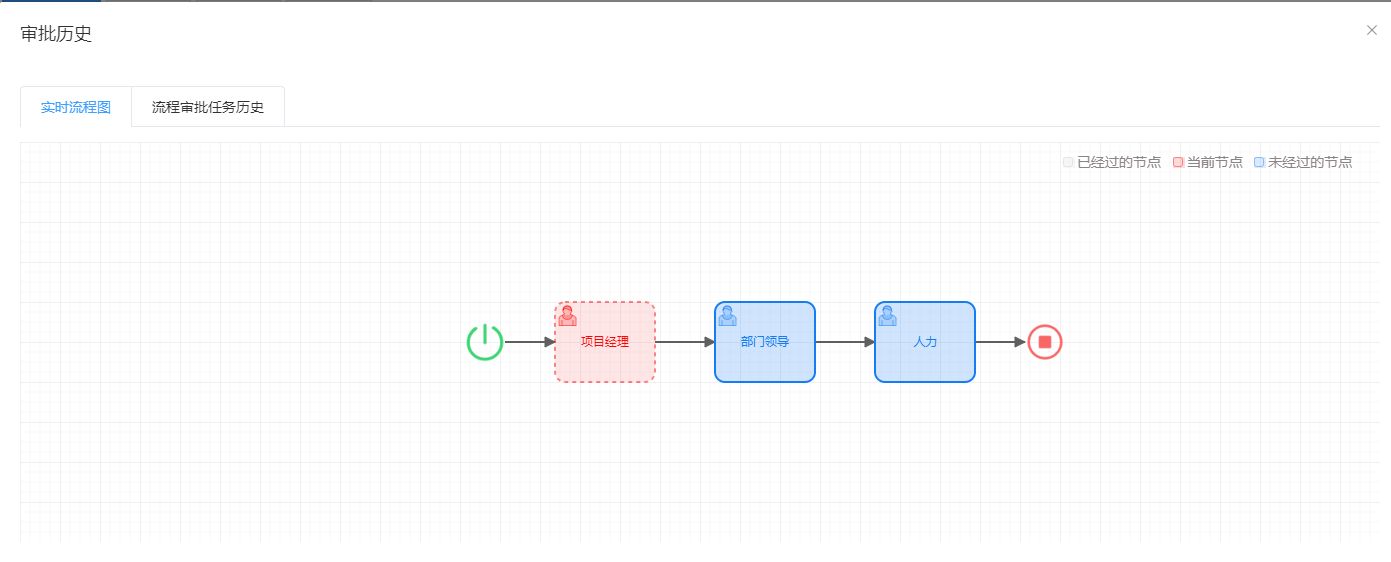 审批历史
实时流程图
流程审批任务历史
已经过的节点
当前节点
未经过的节点
项目经理
部门领导
人力